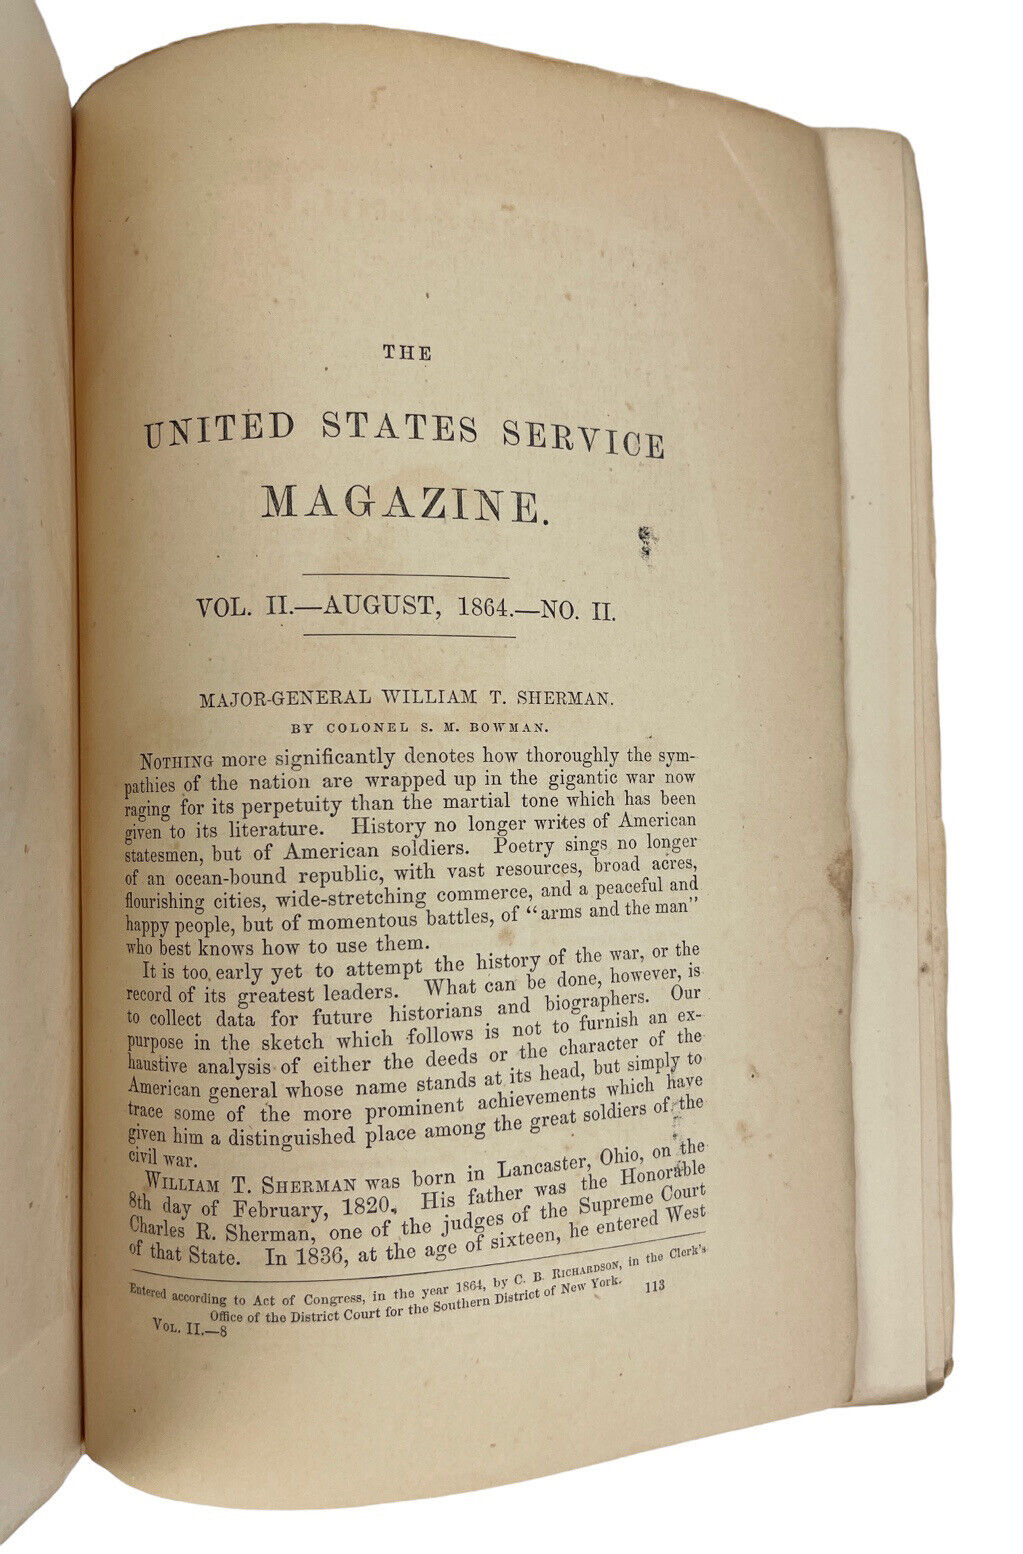 THE
UNITED STATES SERVICE
MAGAZINE.
VOL. II.—AUGUST, 1864.—NO. II.
MAJOR-GENERAL WILLIAM T. SHERMAN.
BY COLONEL S. M. BOWMAN.
NOTHING more significantly denotes how thoroughly the sym-
pathies of the nation are wrapped up in the gigantic war now
raging for its perpetuity than the martial tone which has been
given to its literature. History no longer writes of American
statesmen, but of American soldiers. Poetry sings no longer
of an ocean-bound republic, with vast resources, broad acres,
flourishing cities, wide-stretching commerce, and a peaceful and
happy people, but of momentous battles, of "arms and the man"
who best knows how to use them.
It is too early yet to attempt the history of the war, or the
record of its greatest leaders. What can be done, however, is
to collect data for future historians and biographers. Our
purpose in the sketch which follows is not to furnish an ex-
haustive analysis of either the deeds or the character of the
American general whose name stands at its head, but simply to
trace some of the more prominent achievements which have
given him a distinguished place among the great soldiers of the
civil war.
WILLIAM T. SHERMAN was born in Lancaster, Ohio, on the
8th day of February, 1820. His father was the Honorable
Charles R. Sherman, one of the judges of the Supreme Court
of that State. In 1836, at the age of sixteen, he entered West
Entered according to Act of Congress, in the year 1864, by C. B. RICHARDSON, in the Clerk's
Office of the District Court for the Southern District of New York.
VOL. II.—8 113